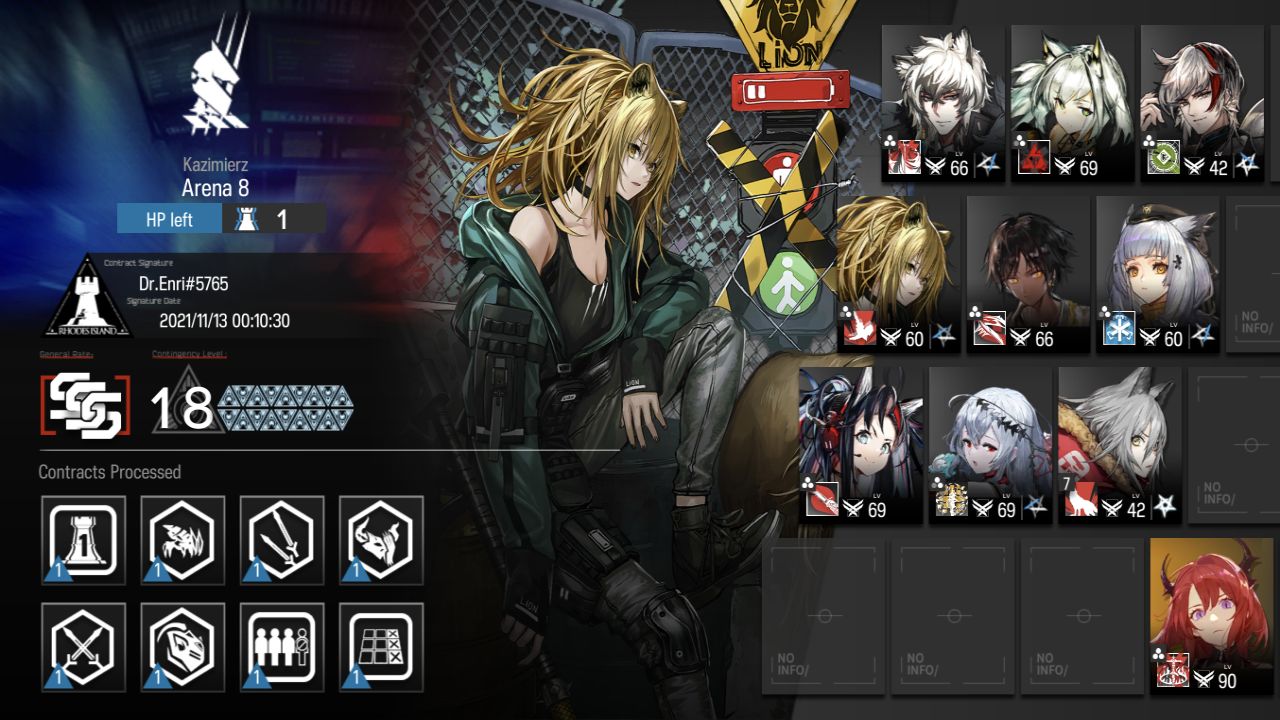 Kazimierz
Arena 8
HP left
1
Contract Signature
Dr.Enri#5765
Signature Date
2021/11/13 00:10:30
RHODES ISLAND
General Rate:
Contingency Level:
SSS
18
Contracts Processed
1
1
1
1
1
1
1
1
1
LION
LION
LION
LV
66
LV
69
LV
42
LV
60
LV
66
LV
60
NO
INFO/
LV
69
LV
69
7
LV
42
NO
INFO/
NO
INFO/
NO
INFO/
NO
INFO/
LV
90